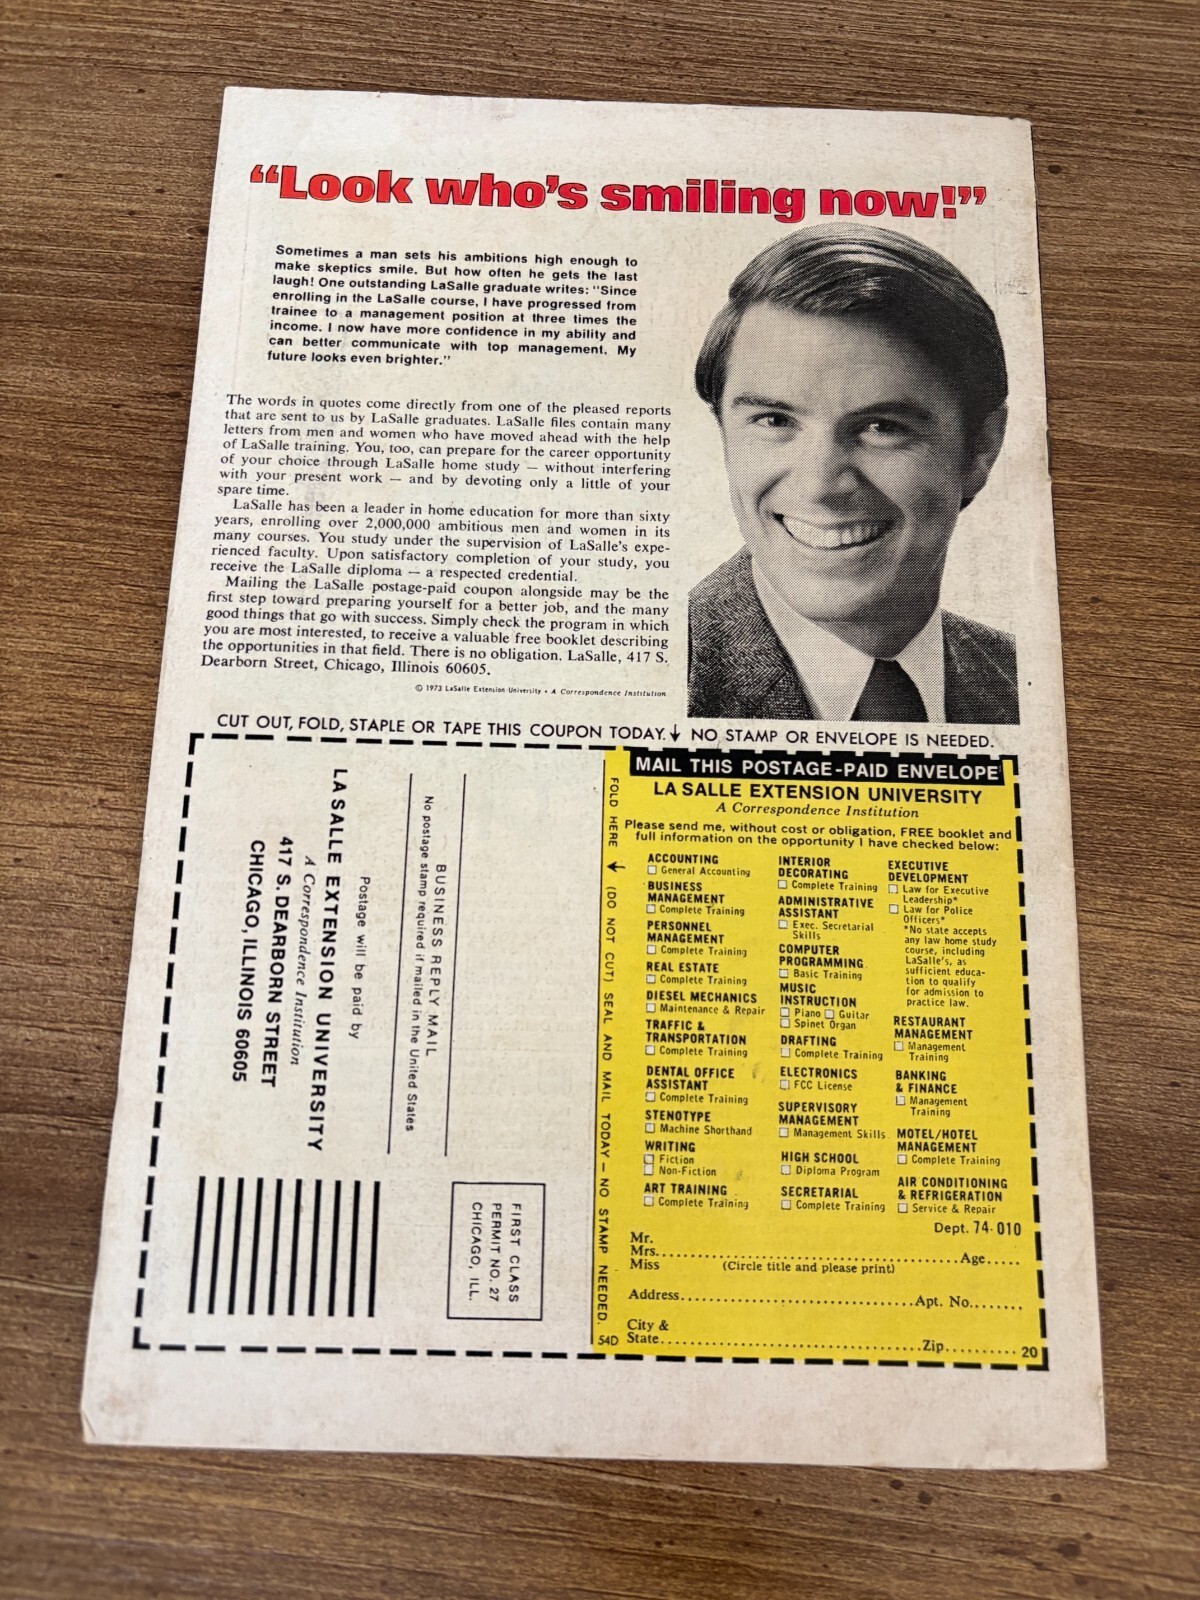 “Look who’s smiling now!”
Sometimes a man sets his ambitions high enough to
make skeptics smile. But how often he gets the last
laugh! One outstanding LaSalle graduate writes: "Since
enrolling in the LaSalle course, I have progressed from
trainee to a management position at three times the
income. I now have more confidence in my ability and
can better communicate with top management. My
future looks even brighter."
The words in quotes come directly from one of the pleased reports
that are sent to us by LaSalle graduates. LaSalle files contain many
letters from men and women who have moved ahead with the help
of LaSalle training. You, too, can prepare for the career opportunity
of your choice through LaSalle home study — without interfering
with your present work — and by devoting only a little of your
spare time.
LaSalle has been a leader in home education for more than sixty
years, enrolling over 2,000,000 ambitious men and women in its
many courses. You study under the supervision of LaSalle's expe-
rienced faculty. Upon satisfactory completion of your study, you
receive the LaSalle diploma — a respected credential.
Mailing the LaSalle postage-paid coupon alongside may be the
first step toward preparing yourself for a better job, and the many
good things that go with success. Simply check the program in which
you are most interested, to receive a valuable free booklet describing
the opportunities in that field. There is no obligation. LaSalle, 417 S.
Dearborn Street, Chicago, Illinois 60605.
© 1973 LaSalle Extension University • A Correspondence Institution
CUT OUT, FOLD, STAPLE OR TAPE THIS COUPON TODAY. ↓ NO STAMP OR ENVELOPE IS NEEDED.
FIRST CLASS
PERMIT NO. 27
CHICAGO, ILL.
BUSINESS REPLY MAIL
No postage stamp required if mailed in the United States
Postage will be paid by
LA SALLE EXTENSION UNIVERSITY
A Correspondence Institution
417 S. DEARBORN STREET
CHICAGO, ILLINOIS 60605
FOLD HERE → (DO NOT CUT) SEAL AND MAIL TODAY — NO STAMP NEEDED.
54D
MAIL THIS POSTAGE-PAID ENVELOPE
LA SALLE EXTENSION UNIVERSITY
A Correspondence Institution
Please send me, without cost or obligation, FREE booklet and
full information on the opportunity I have checked below:
ACCOUNTING
☐ General Accounting
BUSINESS
MANAGEMENT
☐ Complete Training
PERSONNEL
MANAGEMENT
☐ Complete Training
REAL ESTATE
☐ Complete Training
DIESEL MECHANICS
☐ Maintenance & Repair
TRAFFIC &
TRANSPORTATION
☐ Complete Training
DENTAL OFFICE
ASSISTANT
☐ Complete Training
STENOTYPE
☐ Machine Shorthand
WRITING
☐ Fiction
☐ Non-Fiction
ART TRAINING
☐ Complete Training
INTERIOR
DECORATING
☐ Complete Training
ADMINISTRATIVE
ASSISTANT
☐ Exec. Secretarial
Skills
COMPUTER
PROGRAMMING
☐ Basic Training
MUSIC
INSTRUCTION
☐ Piano ☐ Guitar
☐ Spinet Organ
DRAFTING
☐ Complete Training
ELECTRONICS
☐ FCC License
SUPERVISORY
MANAGEMENT
☐ Management Skills
HIGH SCHOOL
☐ Diploma Program
SECRETARIAL
☐ Complete Training
EXECUTIVE
DEVELOPMENT
☐ Law for Executive
Leadership*
☐ Law for Police
Officers*
*No state accepts
any law home study
course, including
LaSalle's, as
sufficient educa-
tion to qualify
for admission to
practice law.
RESTAURANT
MANAGEMENT
☐ Management
Training
BANKING
& FINANCE
☐ Management
Training
MOTEL/HOTEL
MANAGEMENT
☐ Complete Training
AIR CONDITIONING
& REFRIGERATION
☐ Service & Repair
Dept. 74-010
Mr.
Mrs. Age
Miss (Circle title and please print)
Address Apt. No.
City &
State Zip 20